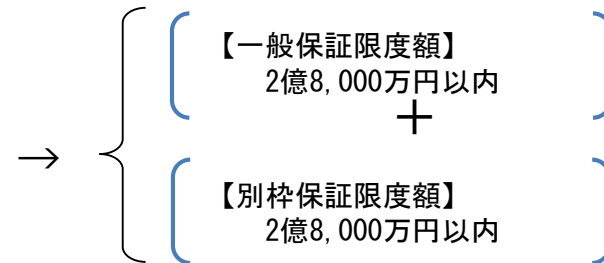 【一般保証限度額】
2億8,000万円以内
＋
→
【別枠保証限度額】
2億8,000万円以内